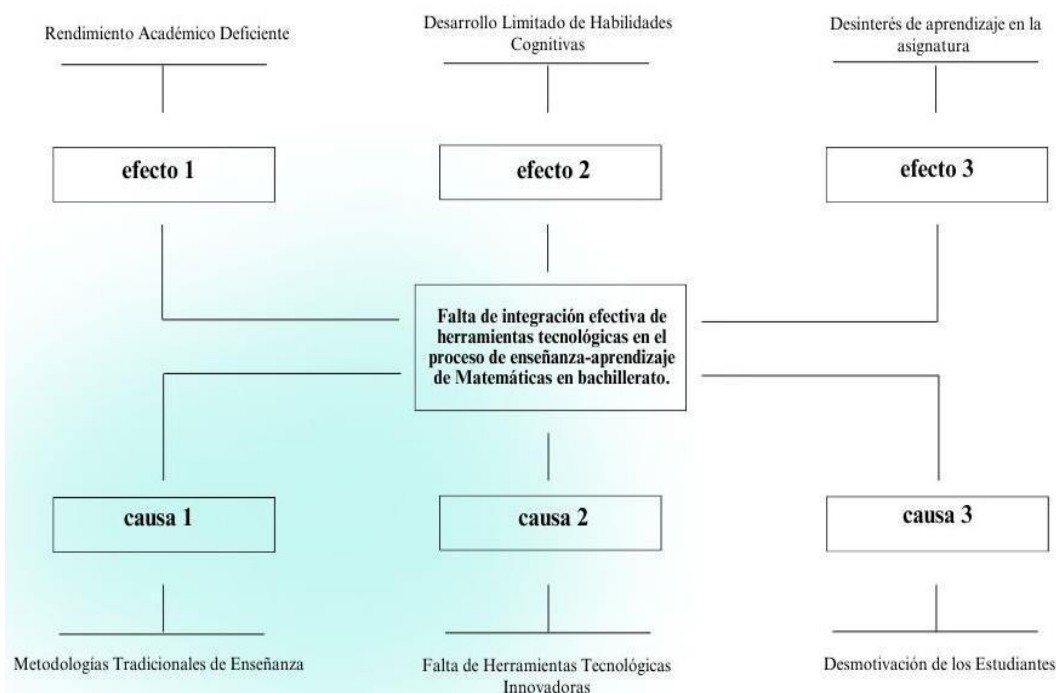 Rendimiento Académico Deficiente
Desarrollo Limitado de Habilidades
Cognitivas
Desinterés de aprendizaje en la
asignatura
efecto 1
efecto 2
efecto 3
Falta de integración efectiva de
herramientas tecnológicas en el
proceso de enseñanza-aprendizaje
de Matemáticas en bachillerato.
causa 1
causa 2
causa 3
Metodologías Tradicionales de Enseñanza
Falta de Herramientas Tecnológicas
Innovadoras
Desmotivación de los Estudiantes